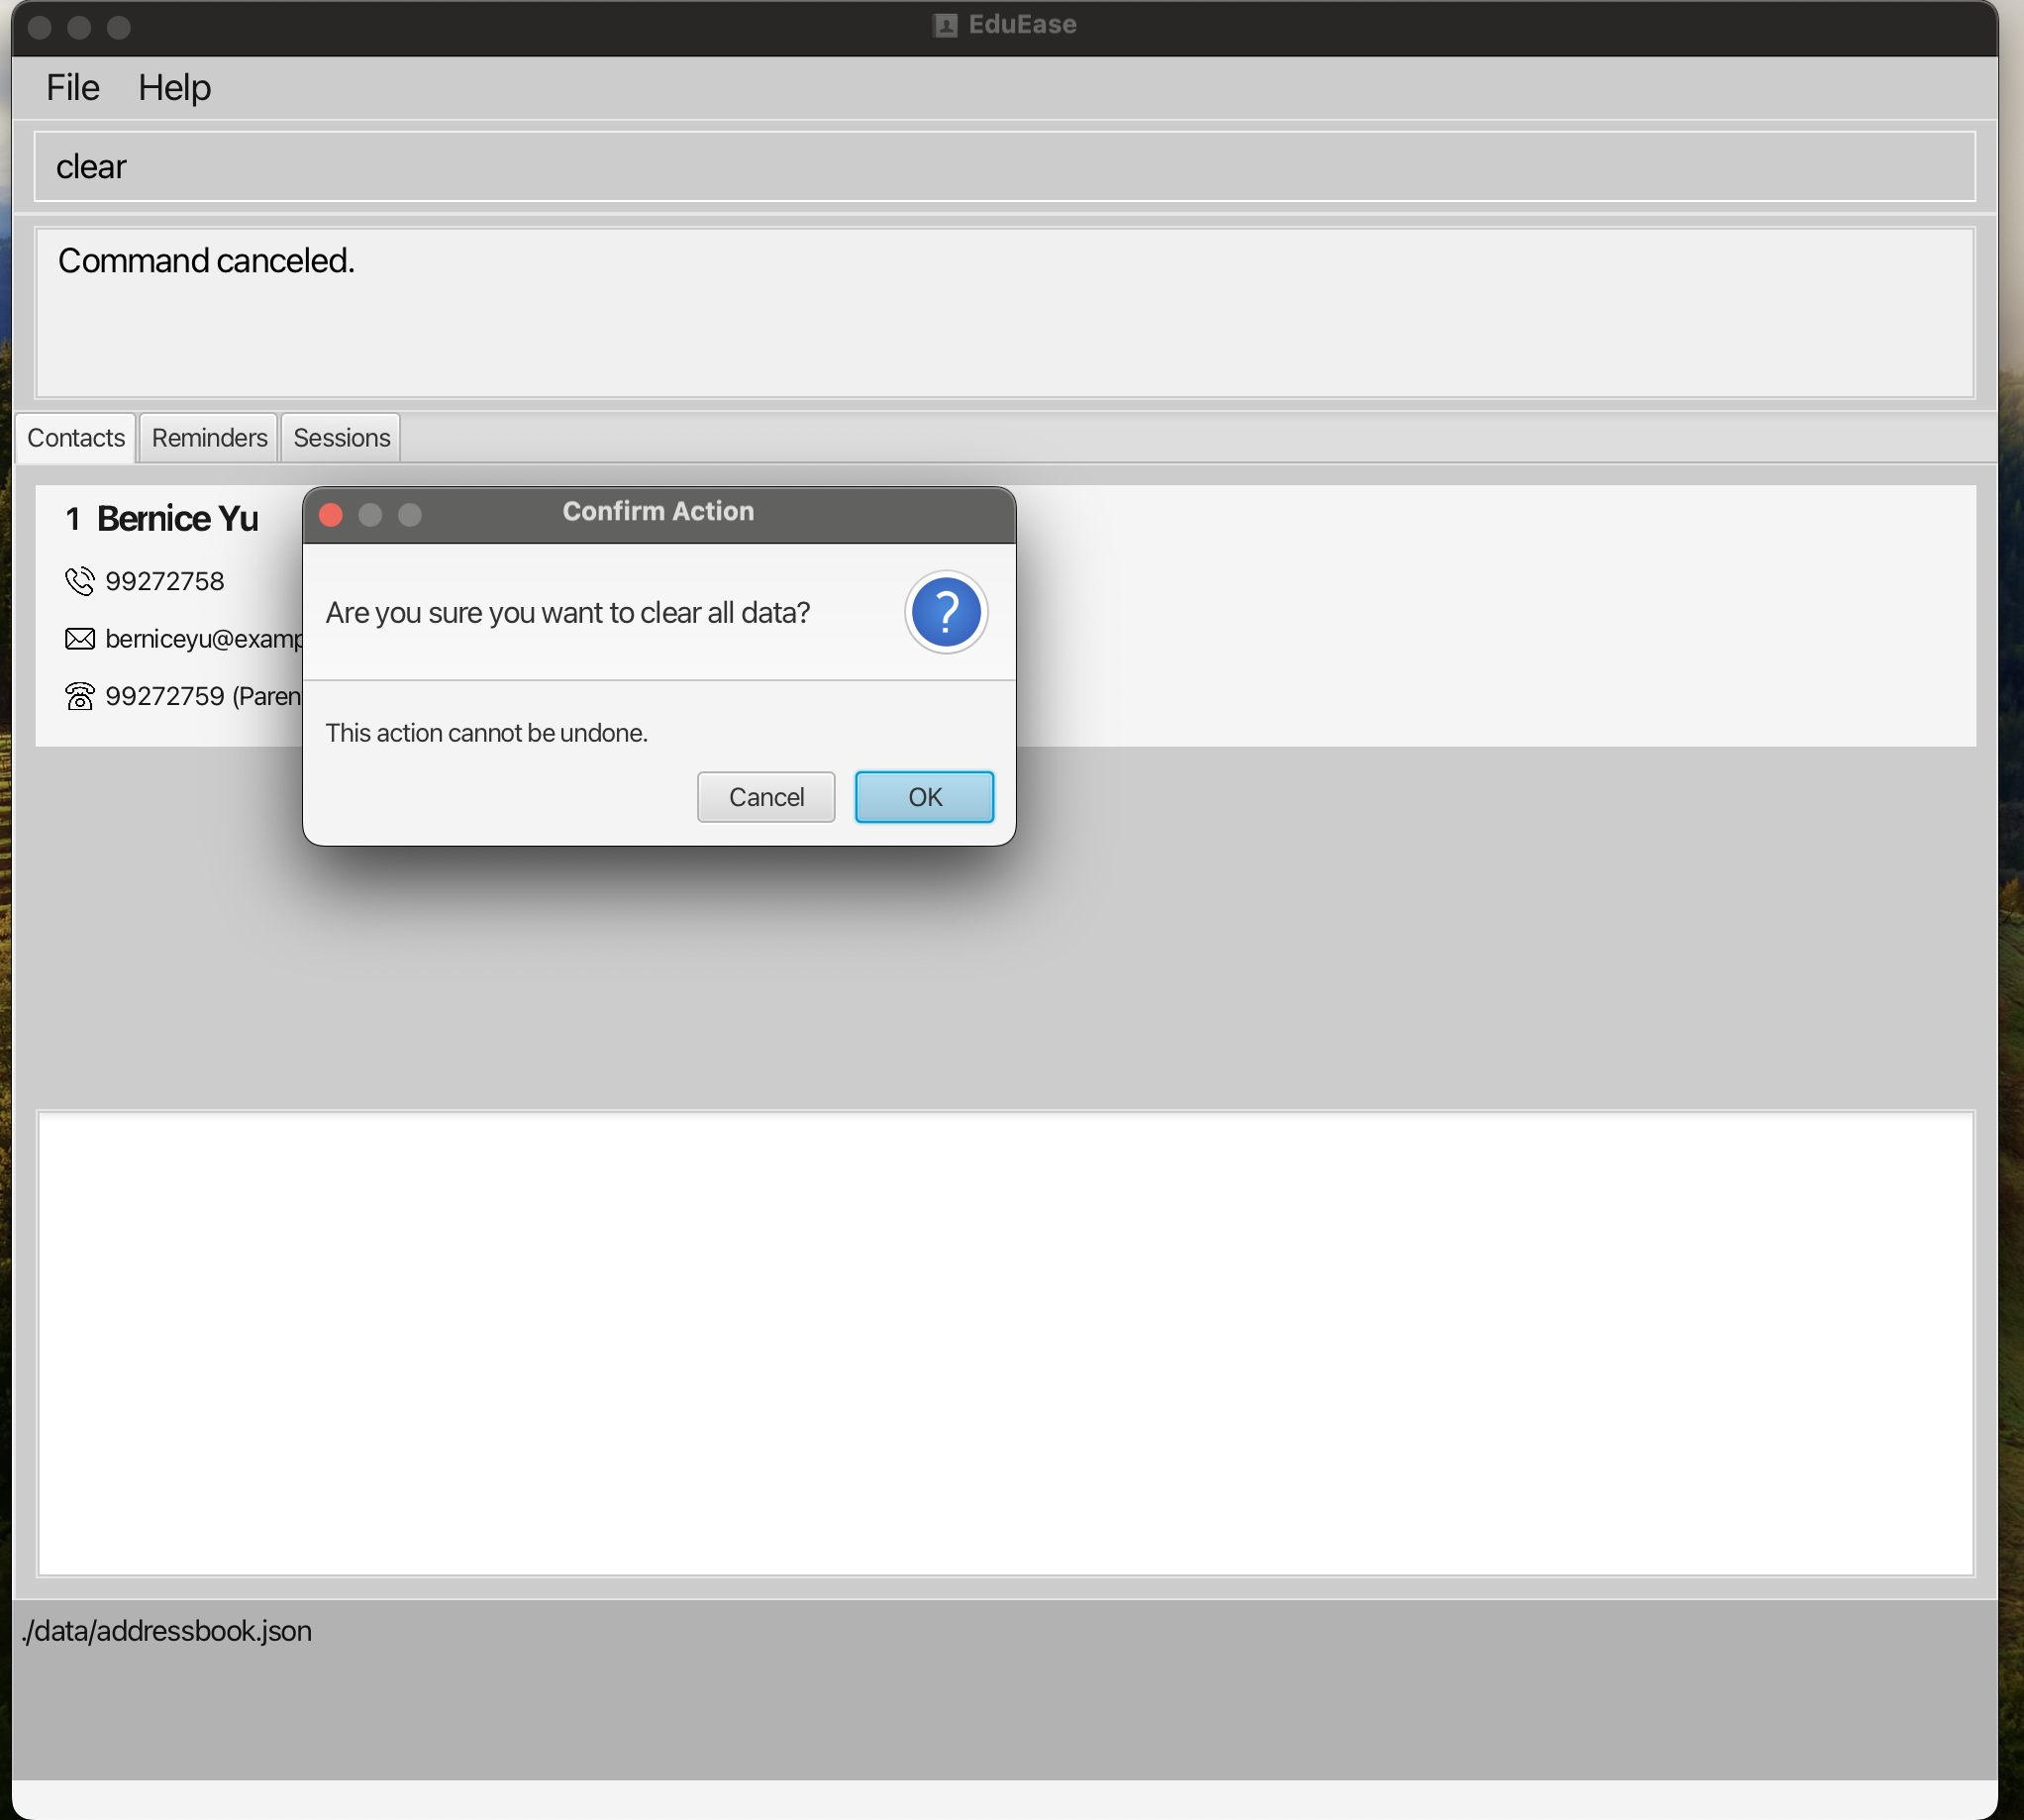 EduEase
File Help
clear
Command canceled.
Contacts Reminders Sessions
1 Bernice Yu
99272758
berniceyu@examp
99272759 (Paren
Confirm Action
Are you sure you want to clear all data?
?
This action cannot be undone.
Cancel OK
./data/addressbook.json